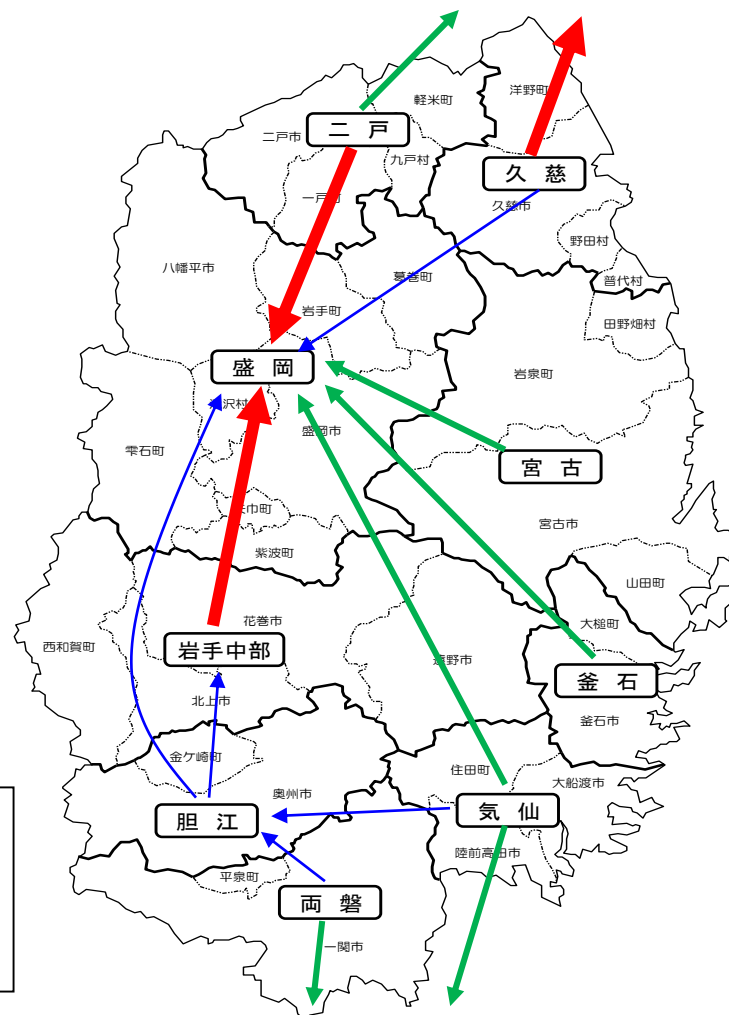 洋野町
軽米町
二戸市
二戸
九戸村
久慈
一戸町
久慈市
野田村
八幡平市
葛巻町
普代村
岩手町
田野畑村
盛岡
岩泉町
沢村
盛岡市
雫石町
宮古
巾町
宮古市
紫波町
山田町
花巻市
大槌町
西和賀町
岩手中部
遠野市
釜石
北上市
釜石市
金ケ崎町
住田町
大船渡市
奥州市
胆江
気仙
陸前高田市
平泉町
両磐
一関市